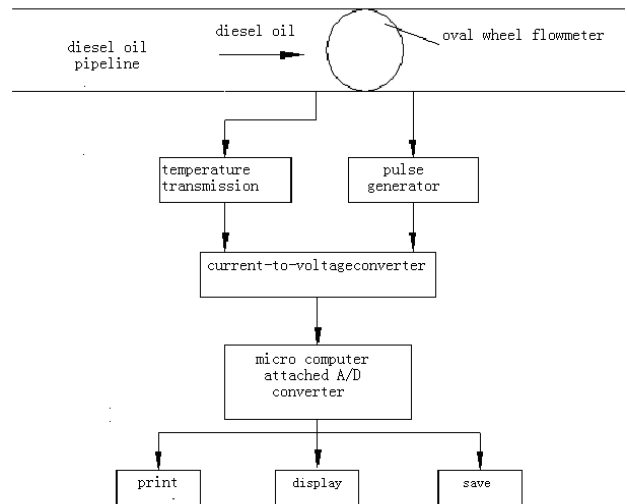 diesel oil
pipeline
diesel oil
oval wheel flowmeter
temperature
transmission
pulse
generator
current-to-voltageconverter
micro computer
attached A/D
converter
print
display
save